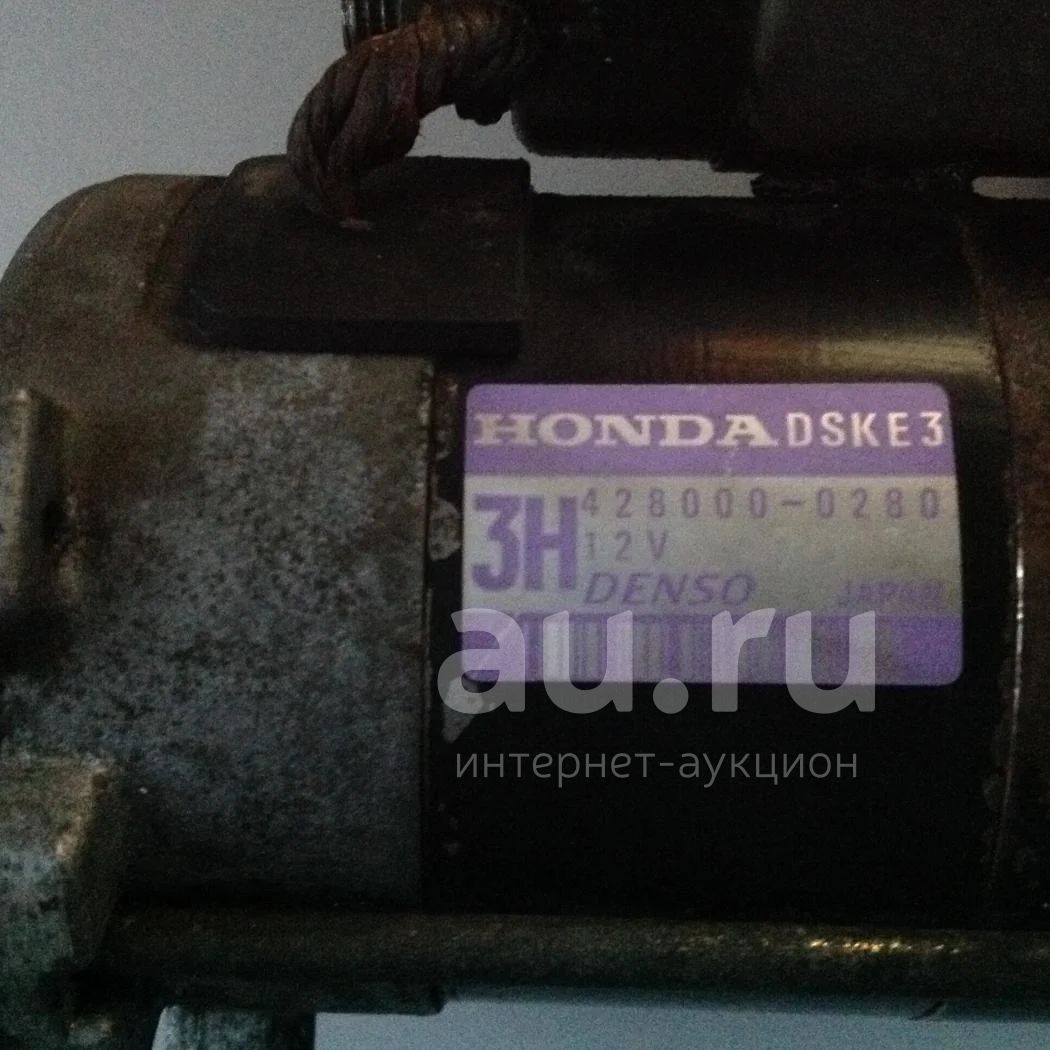 HONDA DSKE3
3H 428000-0280
12V
DENSO JAPAN
au.ru
интернет-аукцион